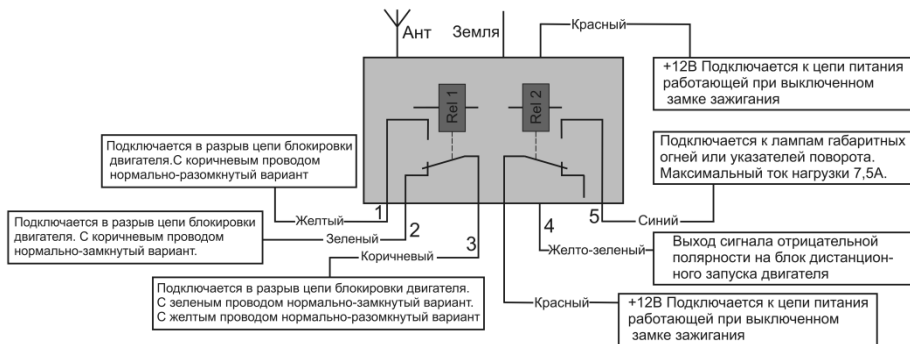 Ант
Земля
Красный
+12В Подключается к цепи питания
работающей при выключенном
замке зажигания
Rel 1
Rel 2
Подключается в разрыв цепи блокировки
двигателя.С коричневым проводом
нормально-разомкнутый вариант
Подключается к лампам габаритных
огней или указателей поворота.
Максимальный ток нагрузки 7,5А.
Желтый
1
2
3
4
5
Синий
Подключается в разрыв цепи блокировки
двигателя. С коричневым проводом
нормально-замкнутый вариант.
Зеленый
Коричневый
Желто-зеленый
Выход сигнала отрицательной
полярности на блок дистанцион-
ного запуска двигателя
Подключается в разрыв цепи блокировки двигателя.
С зеленым проводом нормально-замкнутый вариант.
С желтым проводом нормально-разомкнутый вариант
Красный
+12В Подключается к цепи питания
работающей при выключенном
замке зажигания